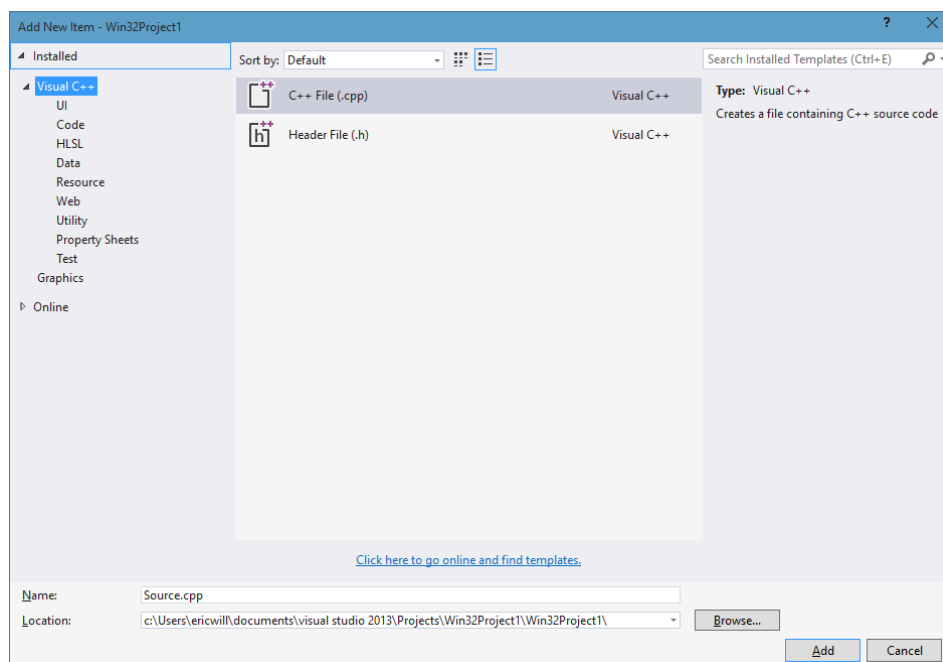 Add New Item - Win32Project1
?
Installed
Sort by: Default
Search Installed Templates (Ctrl+E)
Visual C++
UI
Code
HLSL
Data
Resource
Web
Utility
Property Sheets
Test
Graphics
Online
C++ File (.cpp) Visual C++
Header File (.h) Visual C++
Type: Visual C++
Creates a file containing C++ source code
Click here to go online and find templates.
Name: Source.cpp
Location: c:\Users\ericwill\documents\visual studio 2013\Projects\Win32Project1\Win32Project1\
Browse...
Add Cancel